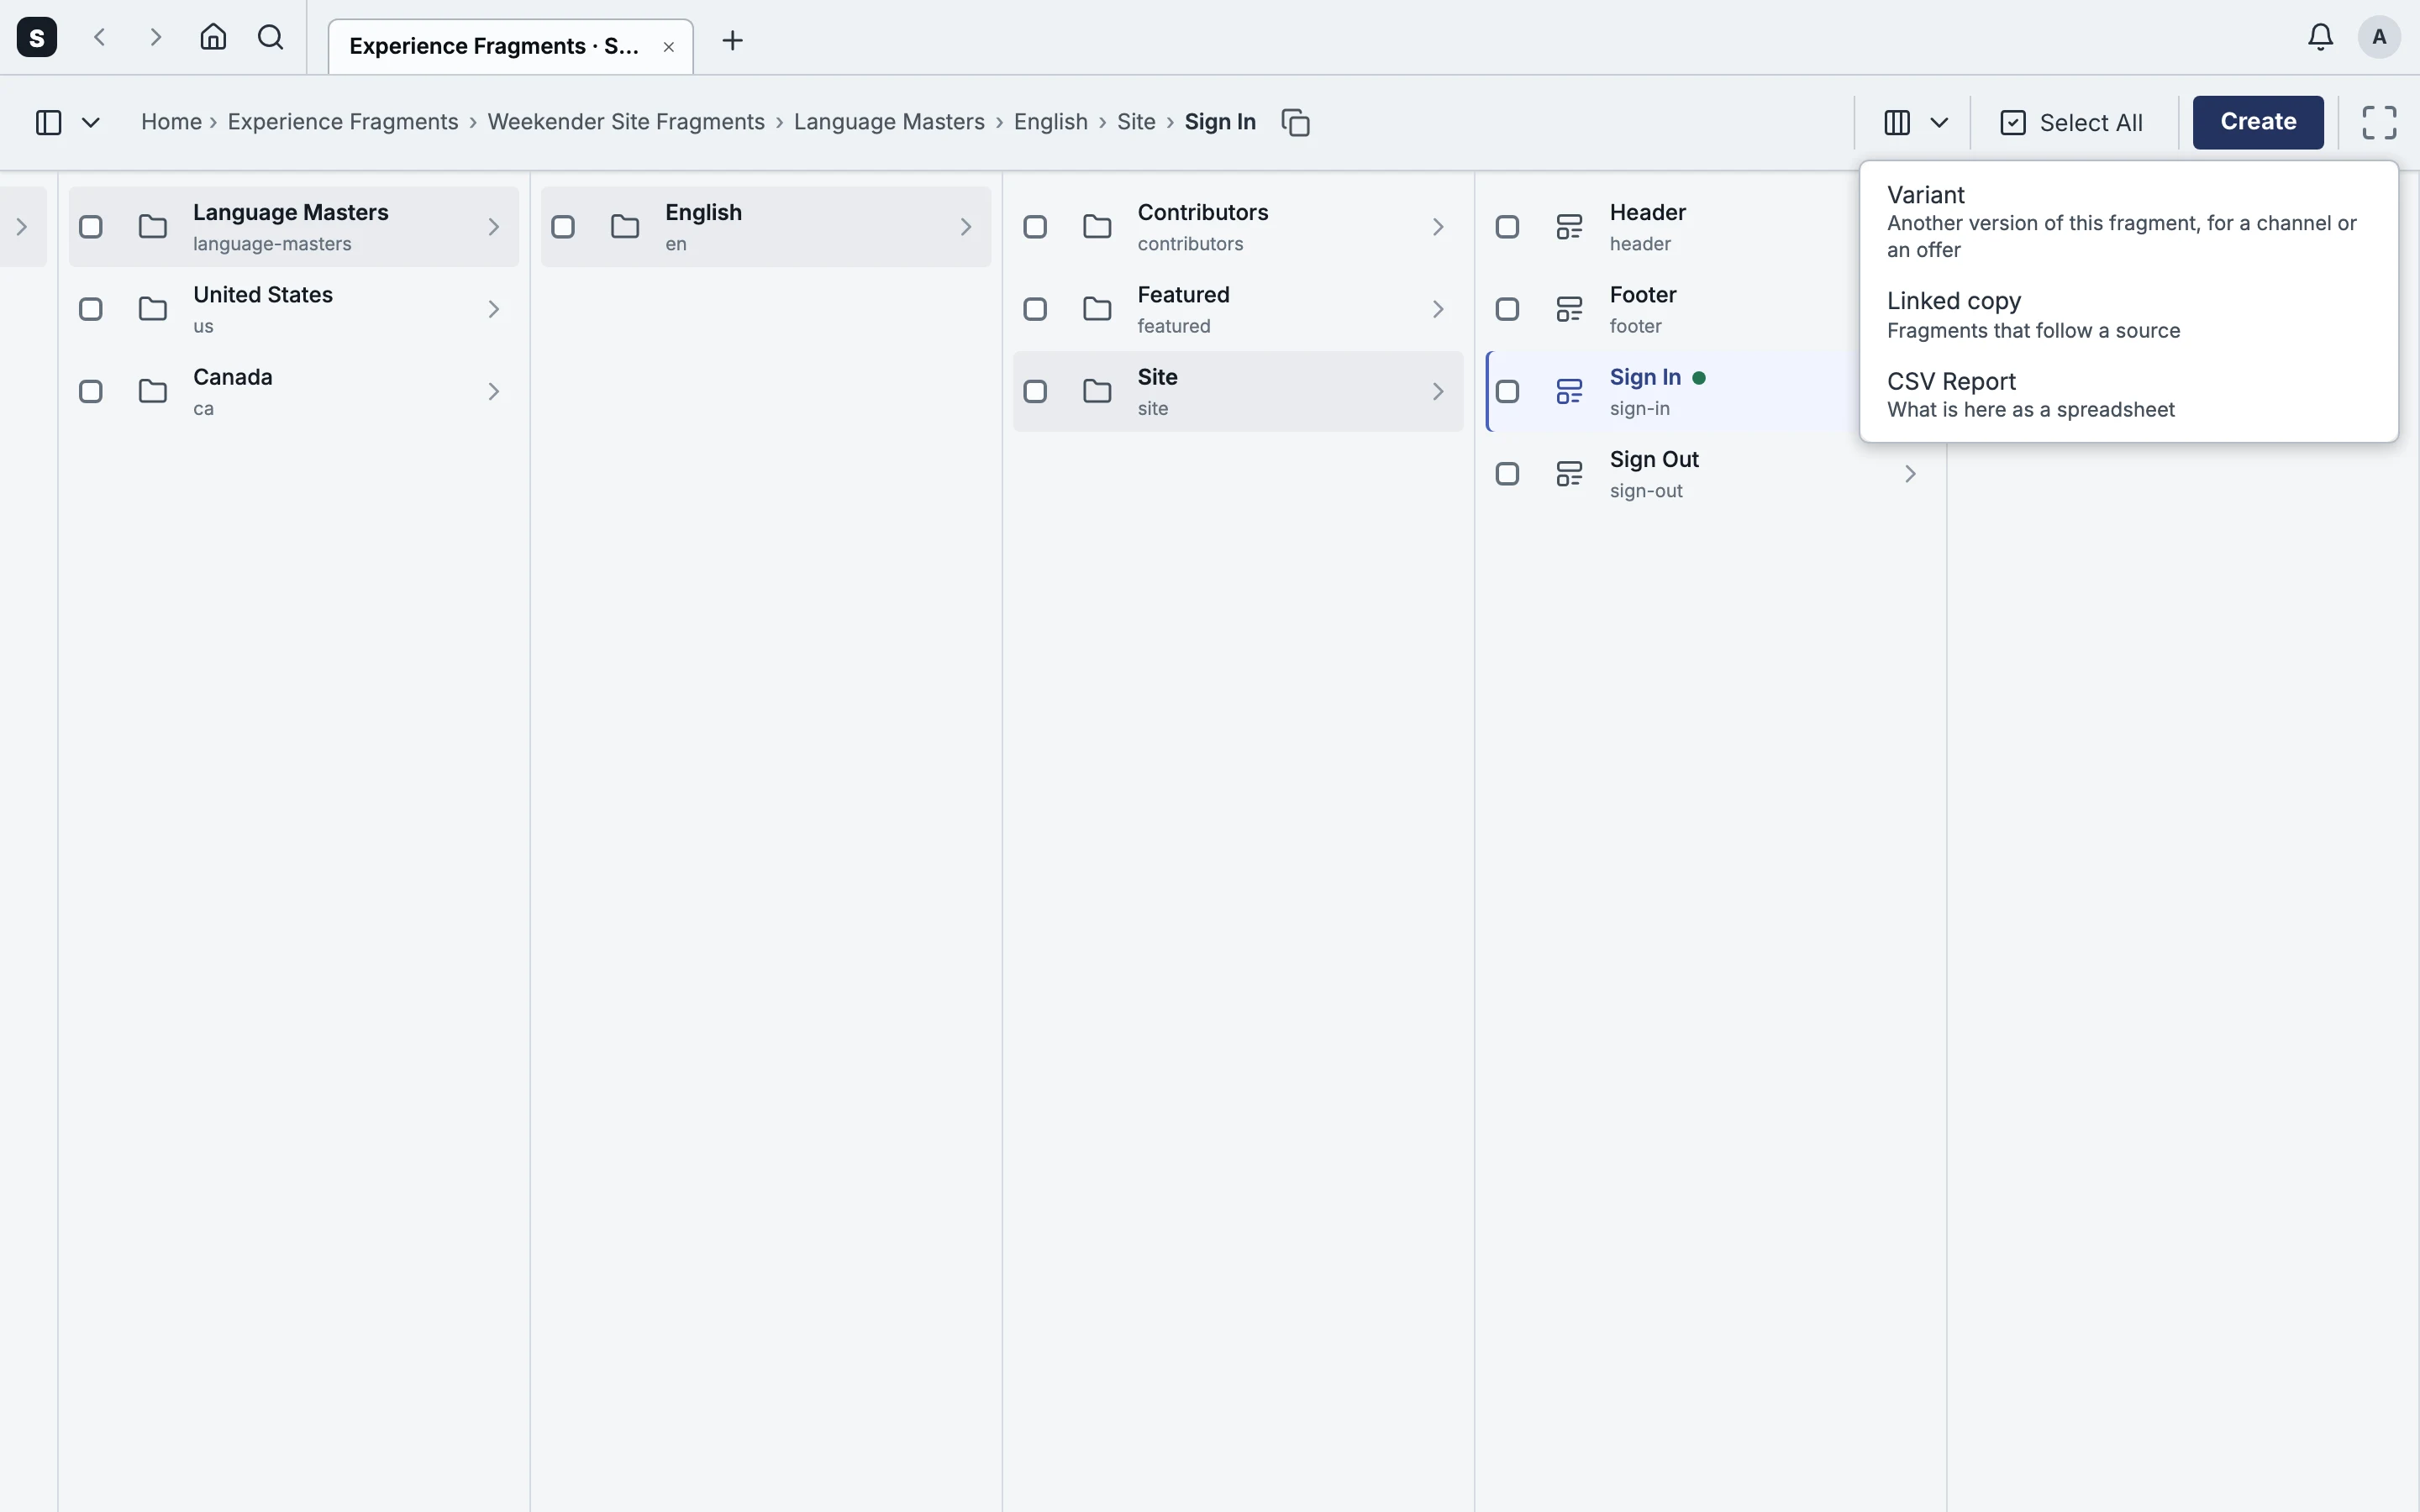 S
Experience Fragments · S...
A
Home › Experience Fragments › Weekender Site Fragments › Language Masters › English › Site › Sign In
Select All
Create
Language Masters
language-masters
United States
us
Canada
ca
English
en
Contributors
contributors
Featured
featured
Site
site
Header
header
Footer
footer
Sign In
sign-in
Sign Out
sign-out
Variant
Another version of this fragment, for a channel or
an offer
Linked copy
Fragments that follow a source
CSV Report
What is here as a spreadsheet